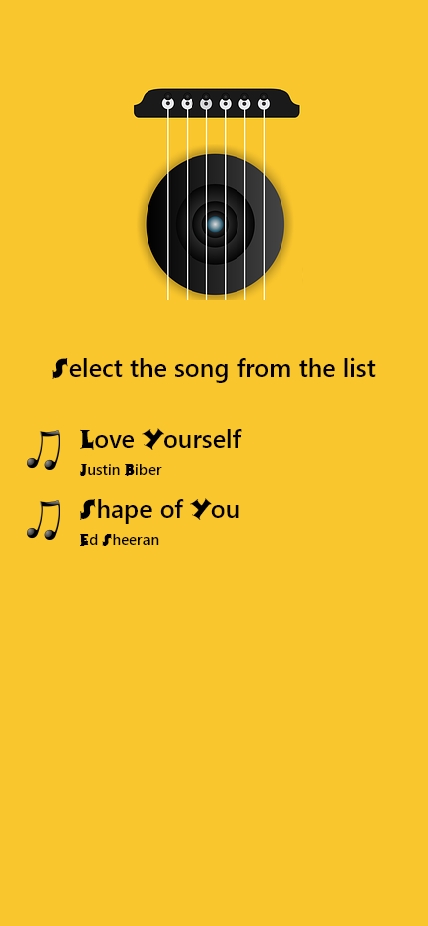 Select the song from the list
Love Yourself
Justin Biber
Shape of You
Ed Sheeran